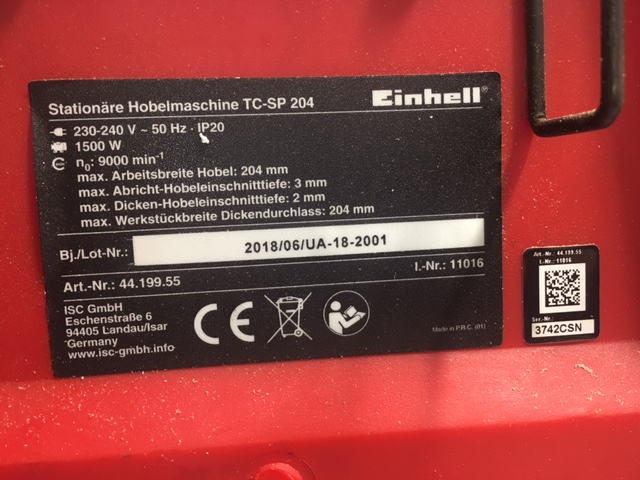 Stationäre Hobelmaschine TC-SP 204
Einhell
230-240 V ~ 50 Hz · IP20
1500 W
n₀: 9000 min⁻¹
max. Arbeitsbreite Hobel: 204 mm
max. Abricht-Hobeleinschnitttiefe: 3 mm
max. Dicken-Hobeleinschnitttiefe: 2 mm
max. Werkstückbreite Dickendurchlass: 204 mm
Bj./Lot-Nr.: 2018/06/UA-18-2001
Art.-Nr.: 44.199.55
I.-Nr.: 11016
ISC GmbH
Eschenstraße 6
94405 Landau/Isar
Germany
www.isc-gmbh.info
CE
Made in P.R.C. (01)
Art.-Nr.: 44.199.55
I.-Nr.: 11016
Ser.-Nr.:
3742CSN